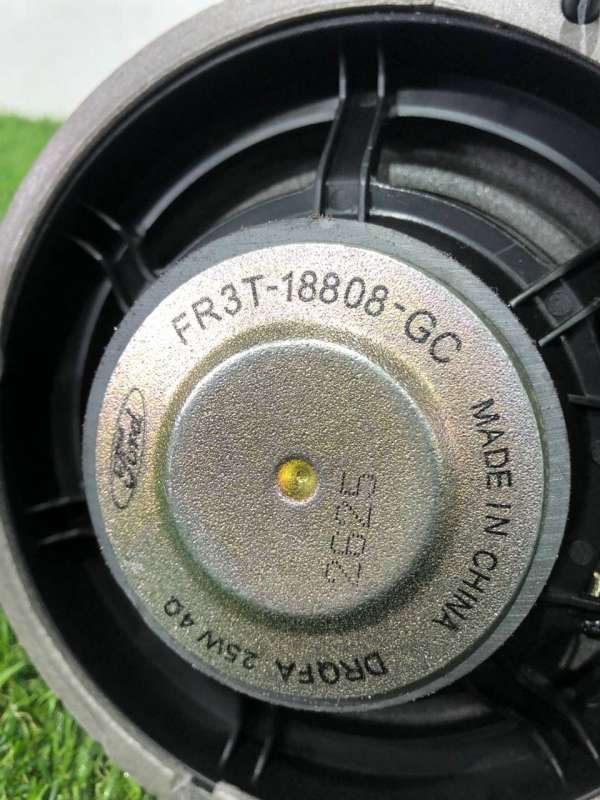 FR3T-18808-GC
Ford
MADE IN CHINA
2625
DRQFA 25W 4Ω